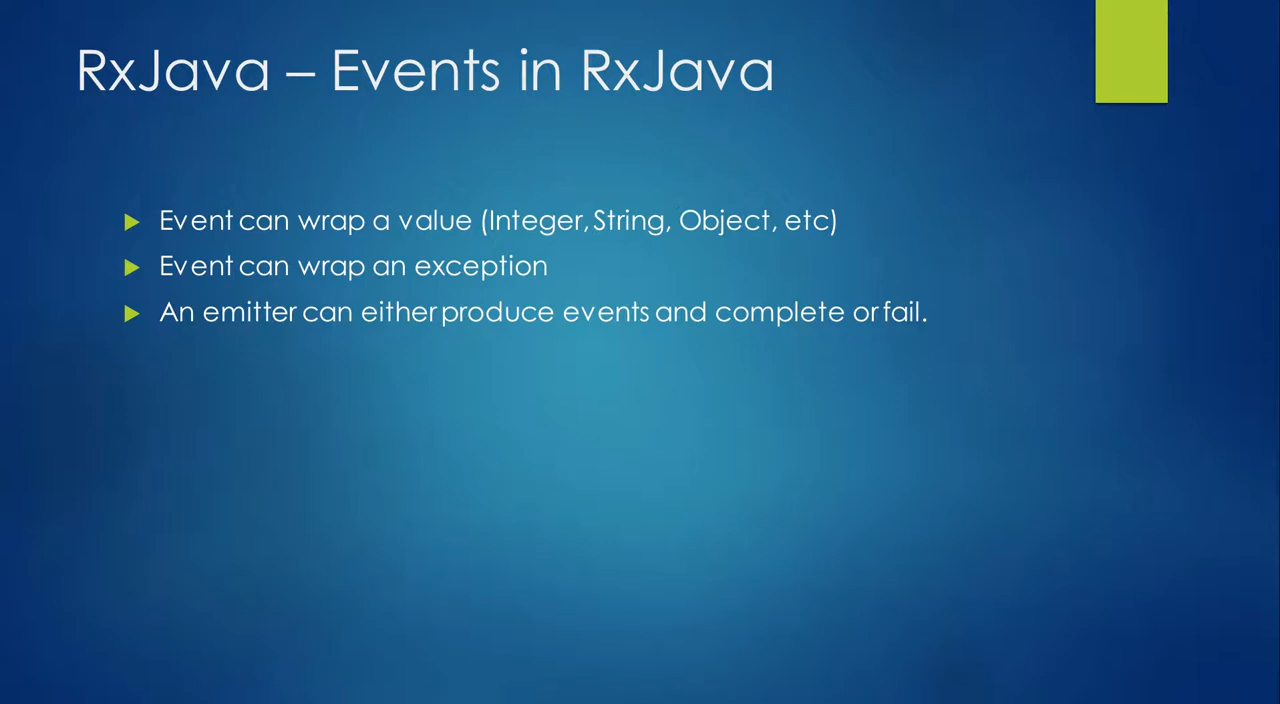 RxJava – Events in RxJava
Event can wrap a value (Integer, String, Object, etc)
Event can wrap an exception
An emitter can either produce events and complete or fail.